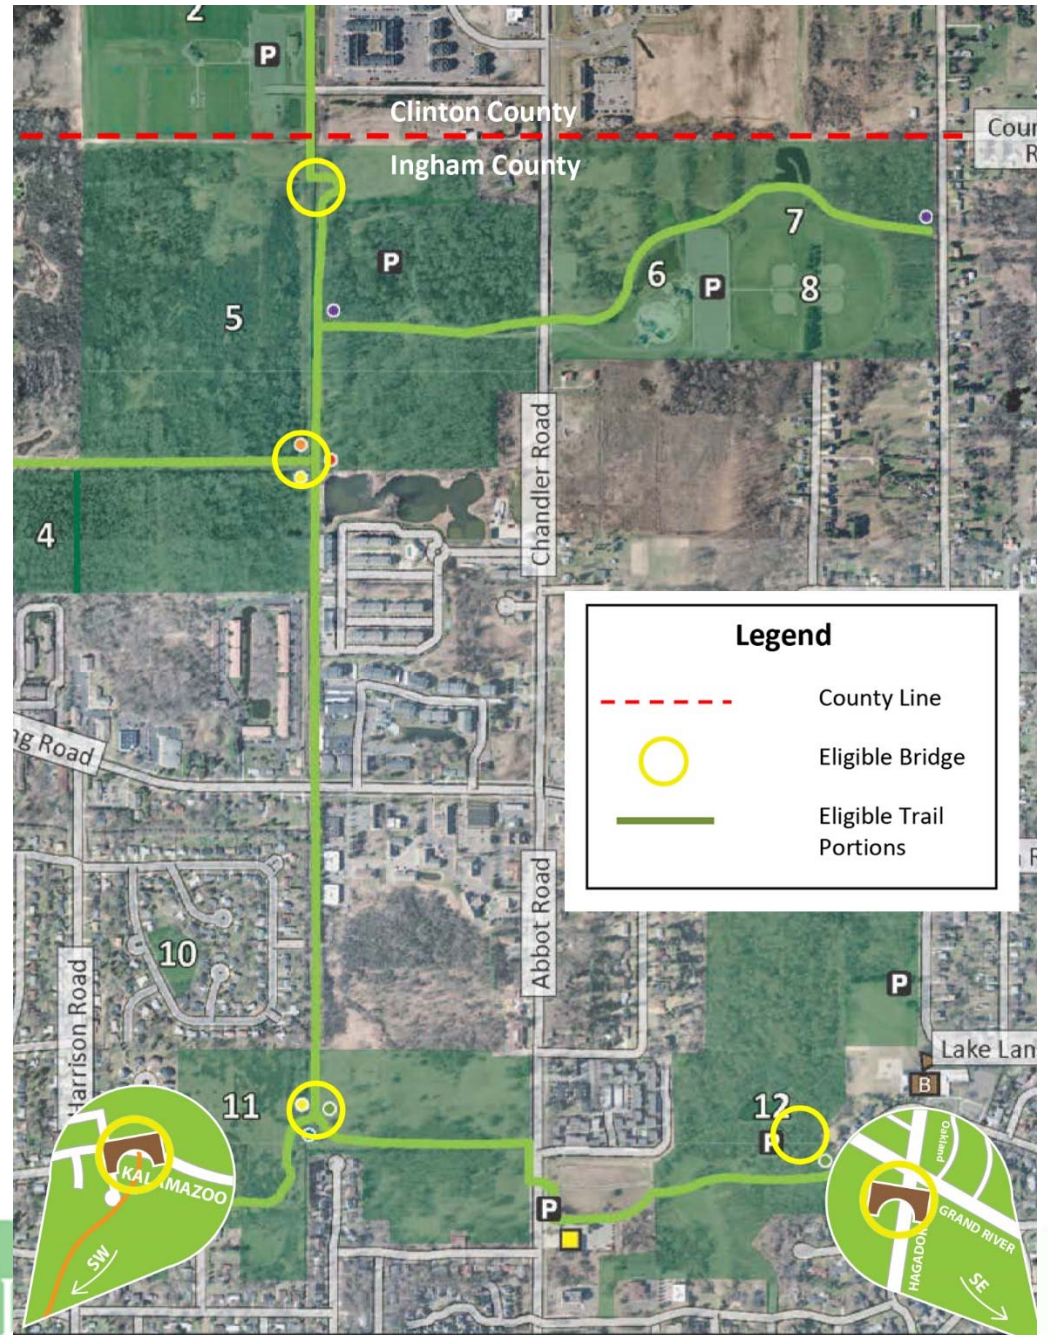 2
P
Clinton County
Ingham County
Cour
R
7
6
P
8
P
5
Chandler Road
4
Legend
County Line
Eligible Bridge
Eligible Trail
Portions
ng Road
R
Abbot Road
10
Harrison Road
P
Lake Lan
B
11
12
P
P
KALAMAZOO
SW
Oakland
GRAND RIVER
HAGADORN
SE